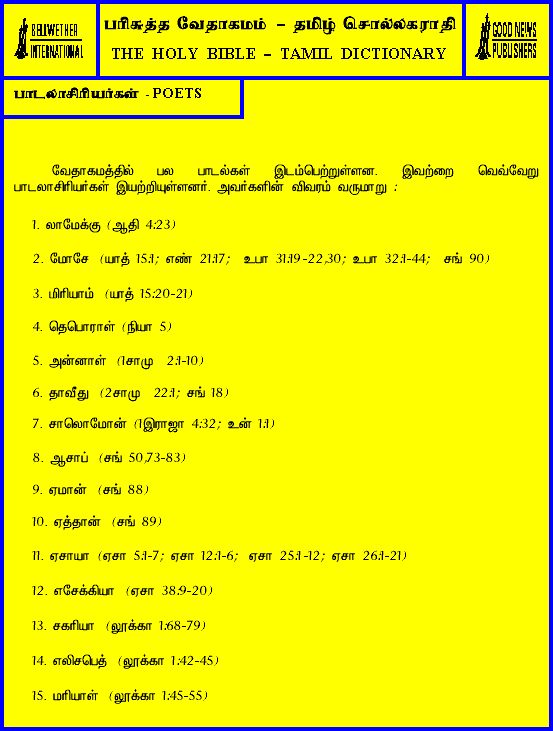 BELLWETHER
INTERNATIONAL
பரிசுத்த வேதாகமம் – தமிழ் சொல்லகராதி
THE HOLY BIBLE – TAMIL DICTIONARY
GOOD NEWS
PUBLISHERS
பாடலாசிரியர்கள் - POETS
வேதாகமத்தில் பல பாடல்கள் இடம்பெற்றுள்ளன. இவற்றை வெவ்வேறு
பாடலாசிரியர்கள் இயற்றியுள்ளனர். அவர்களின் விவரம் வருமாறு :
1. லாமேக்கு (ஆதி 4:23)
2. மோசே (யாத் 15:1; எண் 21:17; உபா 31:19-22,30; உபா 32:1-44; சங் 90)
3. மிரியாம் (யாத் 15:20-21)
4. தெபொராள் (நியா 5)
5. அன்னாள் (1சாமு 2:1-10)
6. தாவீது (2சாமு 22:1; சங் 18)
7. சாலொமோன் (1இராஜா 4:32; உன் 1:1)
8. ஆசாப் (சங் 50,73-83)
9. ஏமான் (சங் 88)
10. ஏத்தான் (சங் 89)
11. ஏசாயா (ஏசா 5:1-7; ஏசா 12:1-6; ஏசா 25:1-12; ஏசா 26:1-21)
12. எசேக்கியா (ஏசா 38:9-20)
13. சகரியா (லூக்கா 1:68-79)
14. எலிசபெத் (லூக்கா 1:42-45)
15. மரியாள் (லூக்கா 1:45-55)